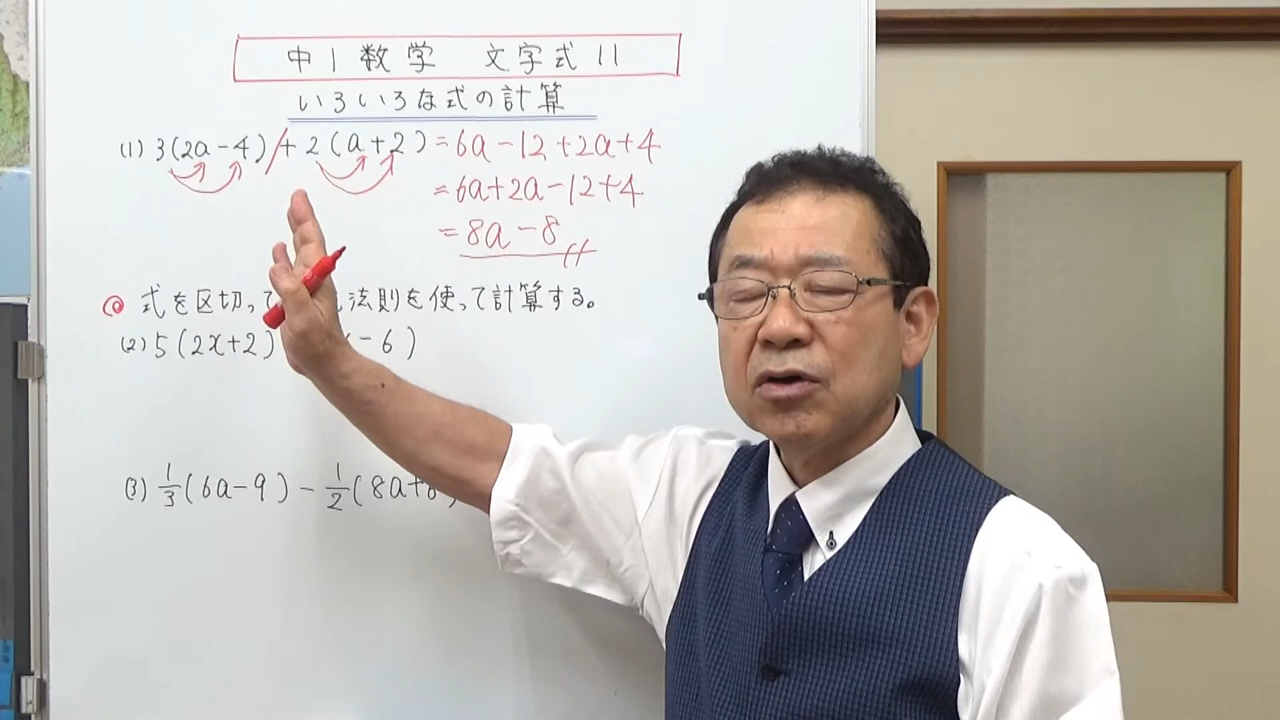 中1数学 文字式11
いろいろな式の計算
(1) 3(2a-4)/+2(a+2)=6a-12+2a+4
=6a+2a-12+4
=8a-8
◎ 式を区切って 法則を使って計算する。
(2) 5(2x+2) -6)
(3) 1/3(6a-9)-1/2(8a+